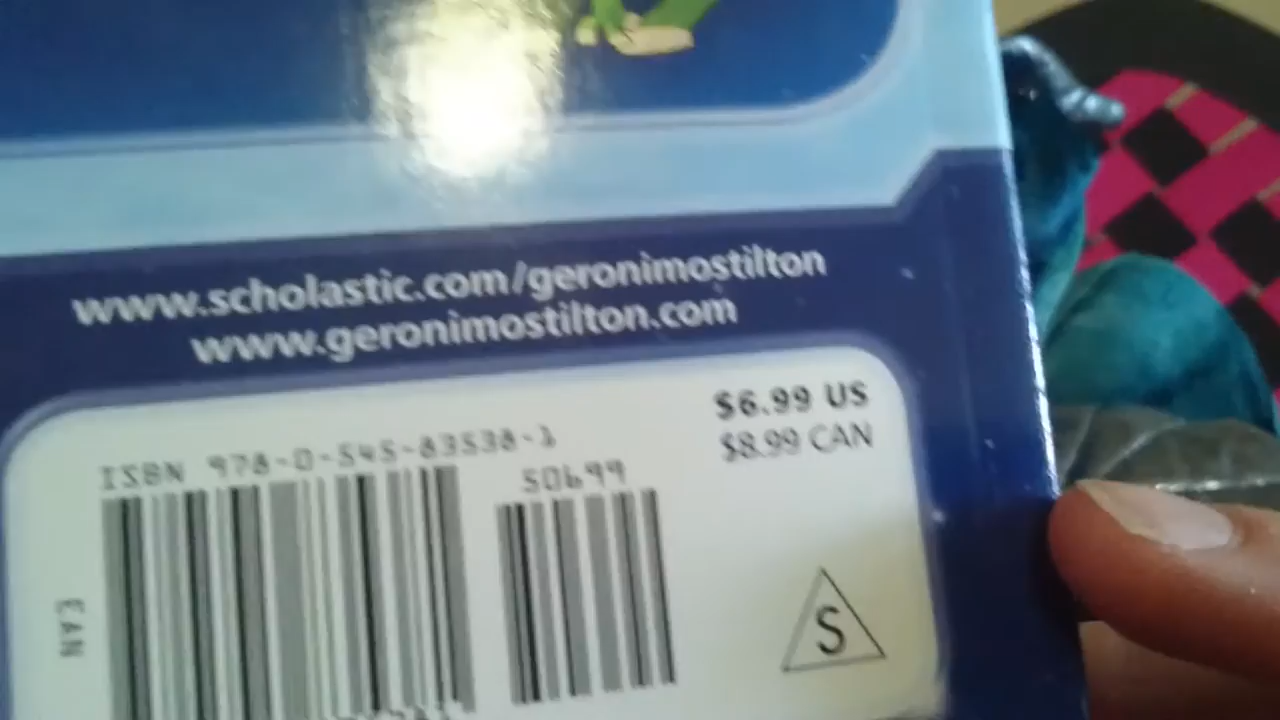 www.scholastic.com/geronimostilton
www.geronimostilton.com
$6.99 US
$8.99 CAN
ISBN 978-0-545-83538-1
50699
EAN
S